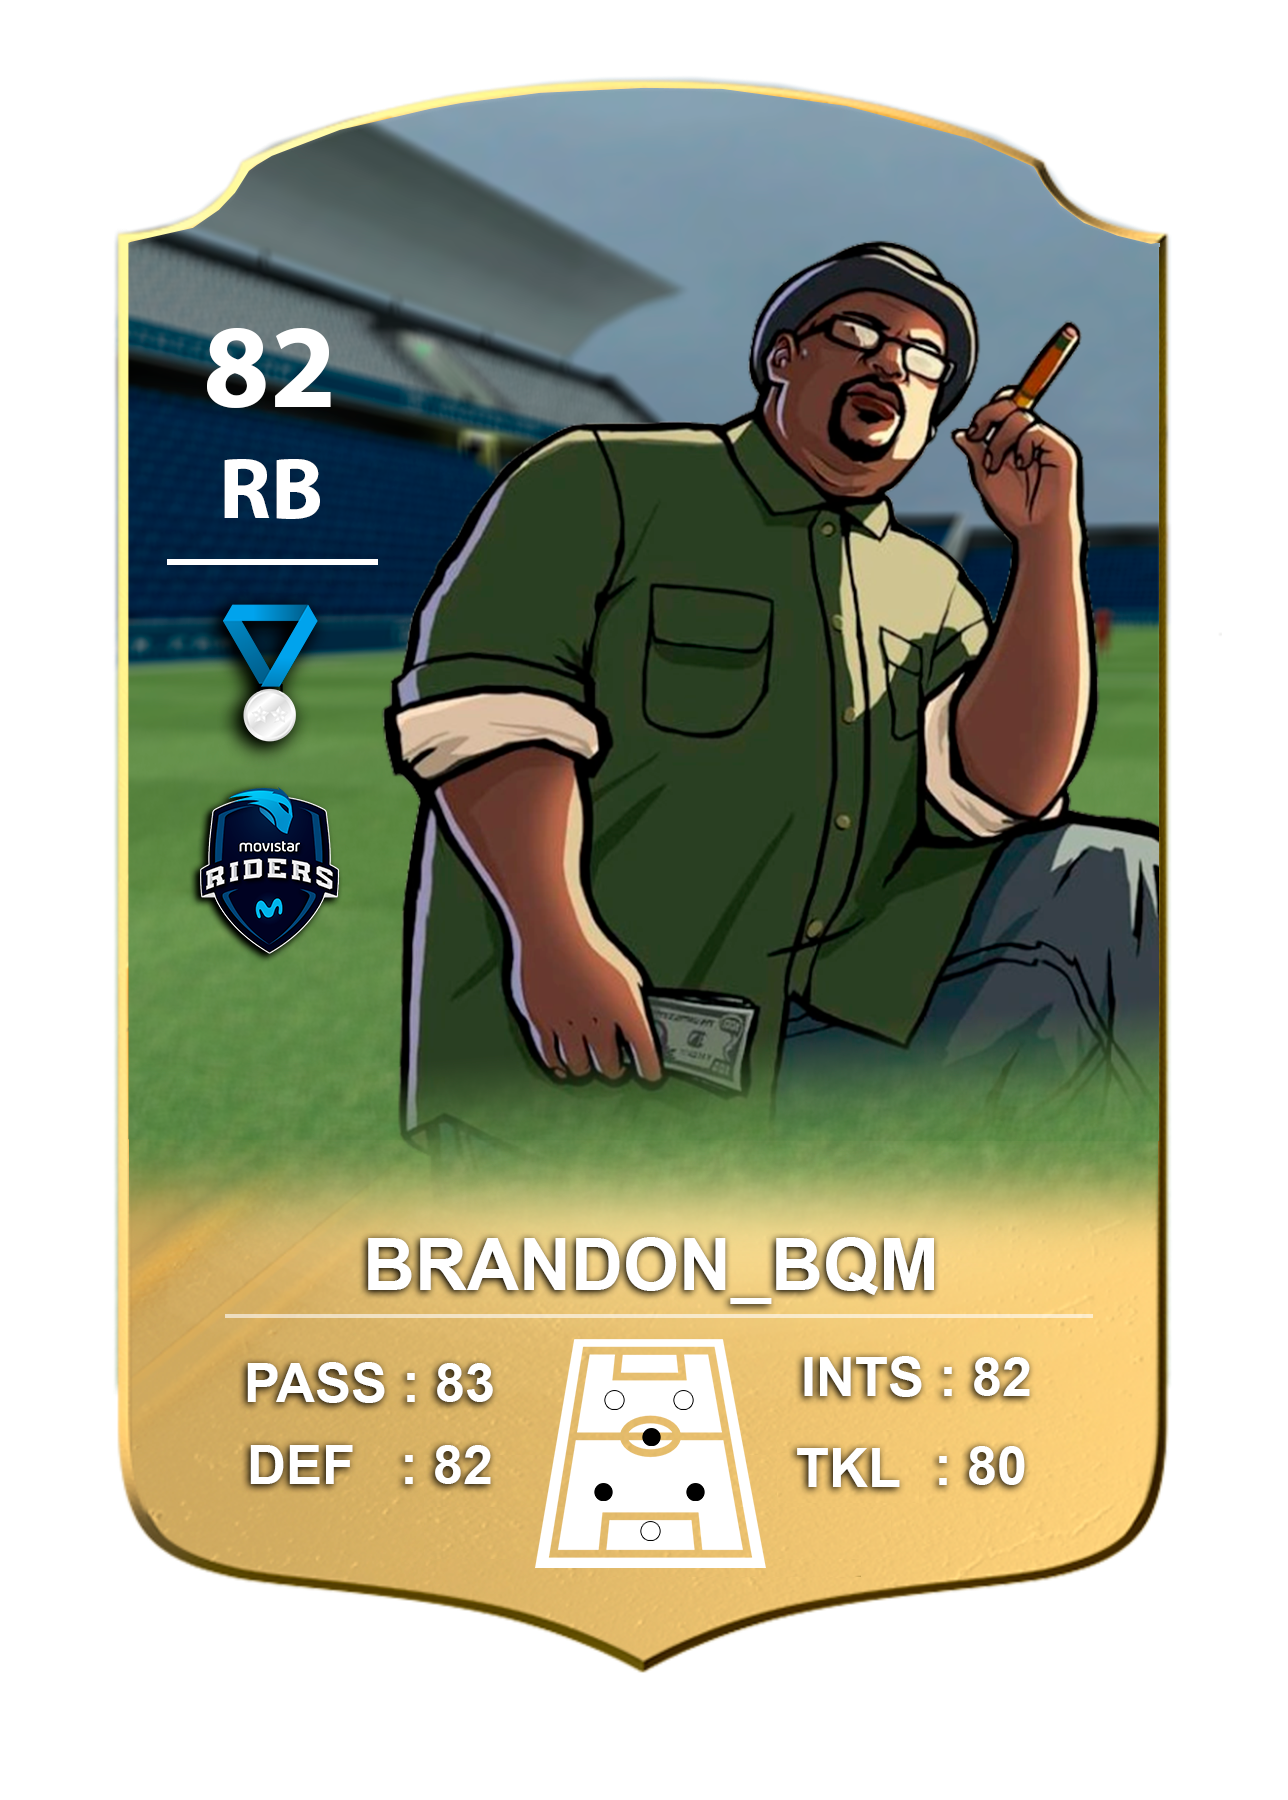 82
RB
movistar
RIDERS
BRANDON_BQM
PASS : 83
INTS : 82
DEF : 82
TKL : 80